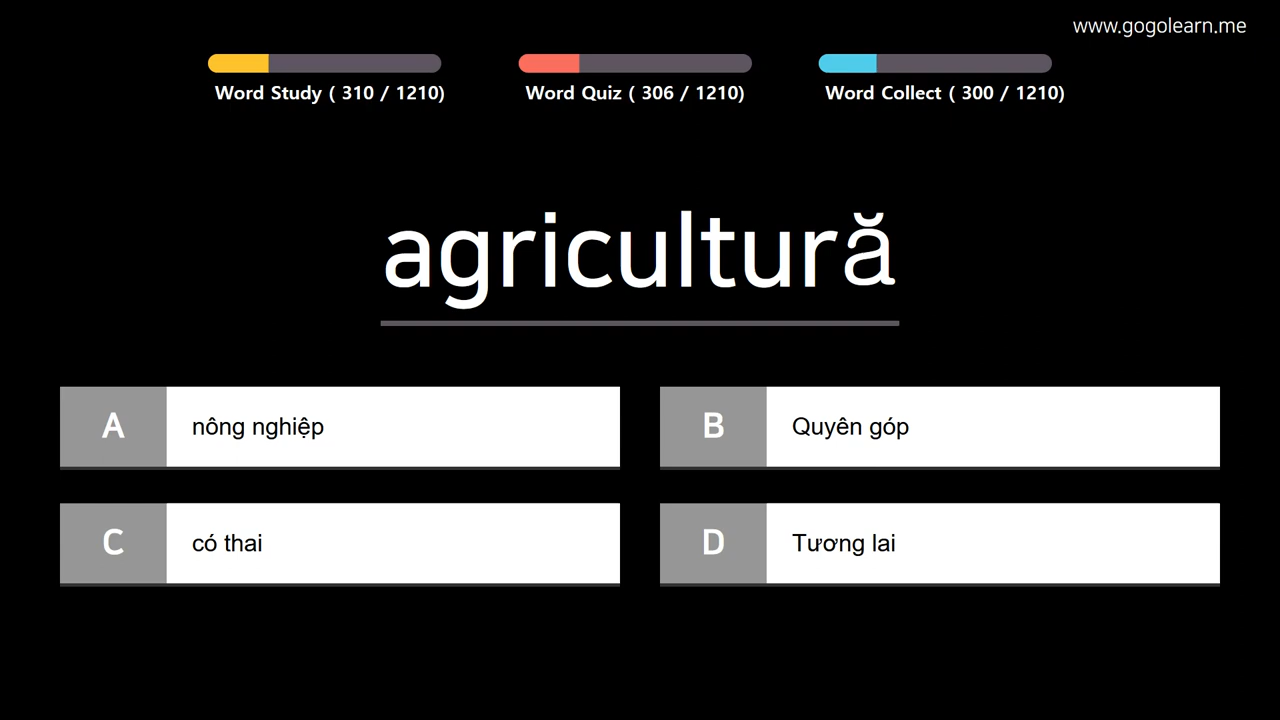 www.gogolearn.me
Word Study ( 310 / 1210)
Word Quiz ( 306 / 1210)
Word Collect ( 300 / 1210)
agricultură
A nông nghiệp
B Quyên góp
C có thai
D Tương lai